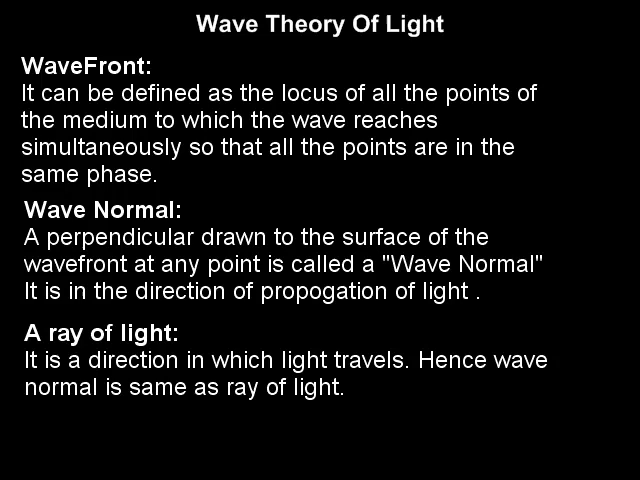 Wave Theory Of Light
WaveFront:
It can be defined as the locus of all the points of
the medium to which the wave reaches
simultaneously so that all the points are in the
same phase.
Wave Normal:
A perpendicular drawn to the surface of the
wavefront at any point is called a "Wave Normal"
It is in the direction of propogation of light .
A ray of light:
It is a direction in which light travels. Hence wave
normal is same as ray of light.